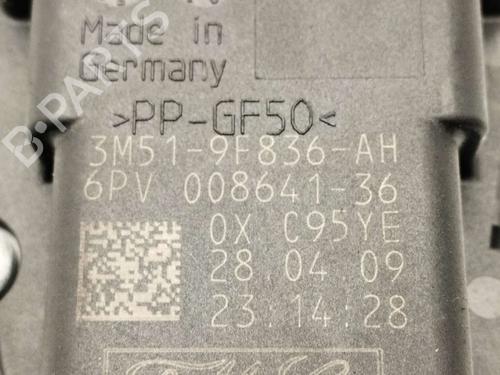 Made in
Germany
>PP-GF50<
3M51-9F836-AH
6PV 008641-36
0X C95YE
28.04.09
23:14:28
B-PARTS